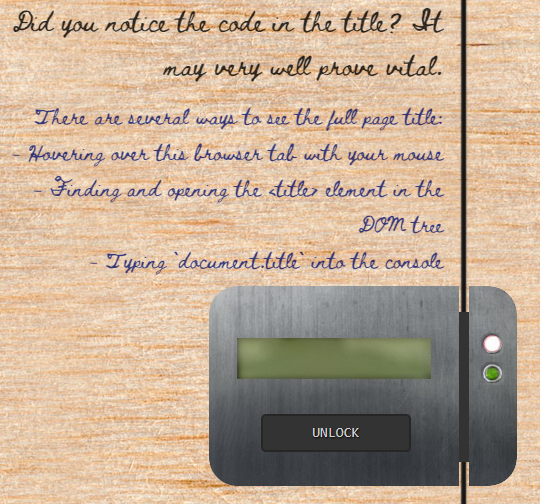 Did you notice the code in the title? It
may very well prove vital.
There are several ways to see the full page title:
- Hovering over this browser tab with your mouse
- Finding and opening the <title> element in the
DOM tree
- Typing `document.title` into the console
UNLOCK